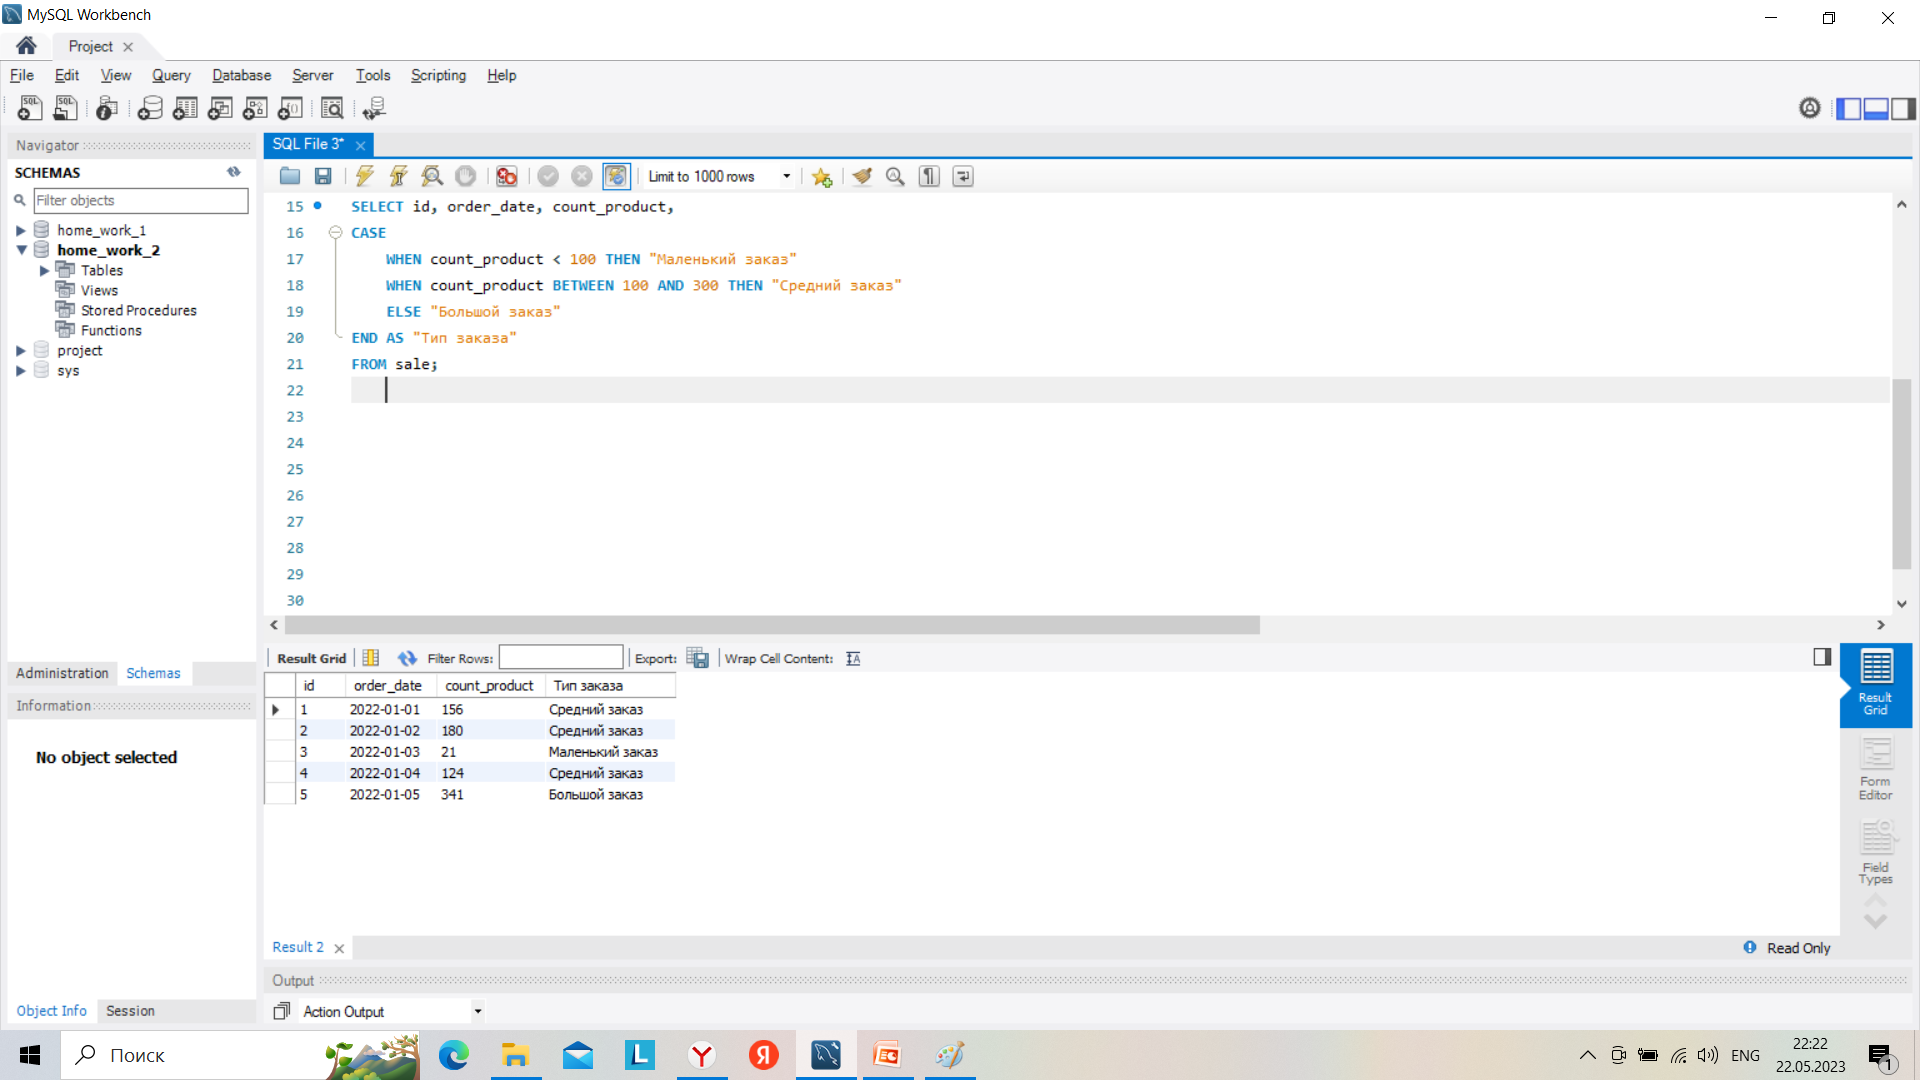 MySQL Workbench
Project
File Edit View Query Database Server Tools Scripting Help
Navigator
SCHEMAS
Filter objects
home_work_1
home_work_2
Tables
Views
Stored Procedures
Functions
project
sys
Administration Schemas
Information
No object selected
Object Info Session
SQL File 3*
Limit to 1000 rows
15 SELECT id, order_date, count_product,
16 CASE
17 WHEN count_product < 100 THEN "Маленький заказ"
18 WHEN count_product BETWEEN 100 AND 300 THEN "Средний заказ"
19 ELSE "Большой заказ"
20 END AS "Тип заказа"
21 FROM sale;
22
23
24
25
26
27
28
29
30
Result Grid Filter Rows: Export: Wrap Cell Content:
id order_date count_product Тип заказа
1 2022-01-01 156 Средний заказ
2 2022-01-02 180 Средний заказ
3 2022-01-03 21 Маленький заказ
4 2022-01-04 124 Средний заказ
5 2022-01-05 341 Большой заказ
Result Grid
Form Editor
Field Types
Result 2
Read Only
Output
Action Output
Поиск
ENG
22:22
22.05.2023
1